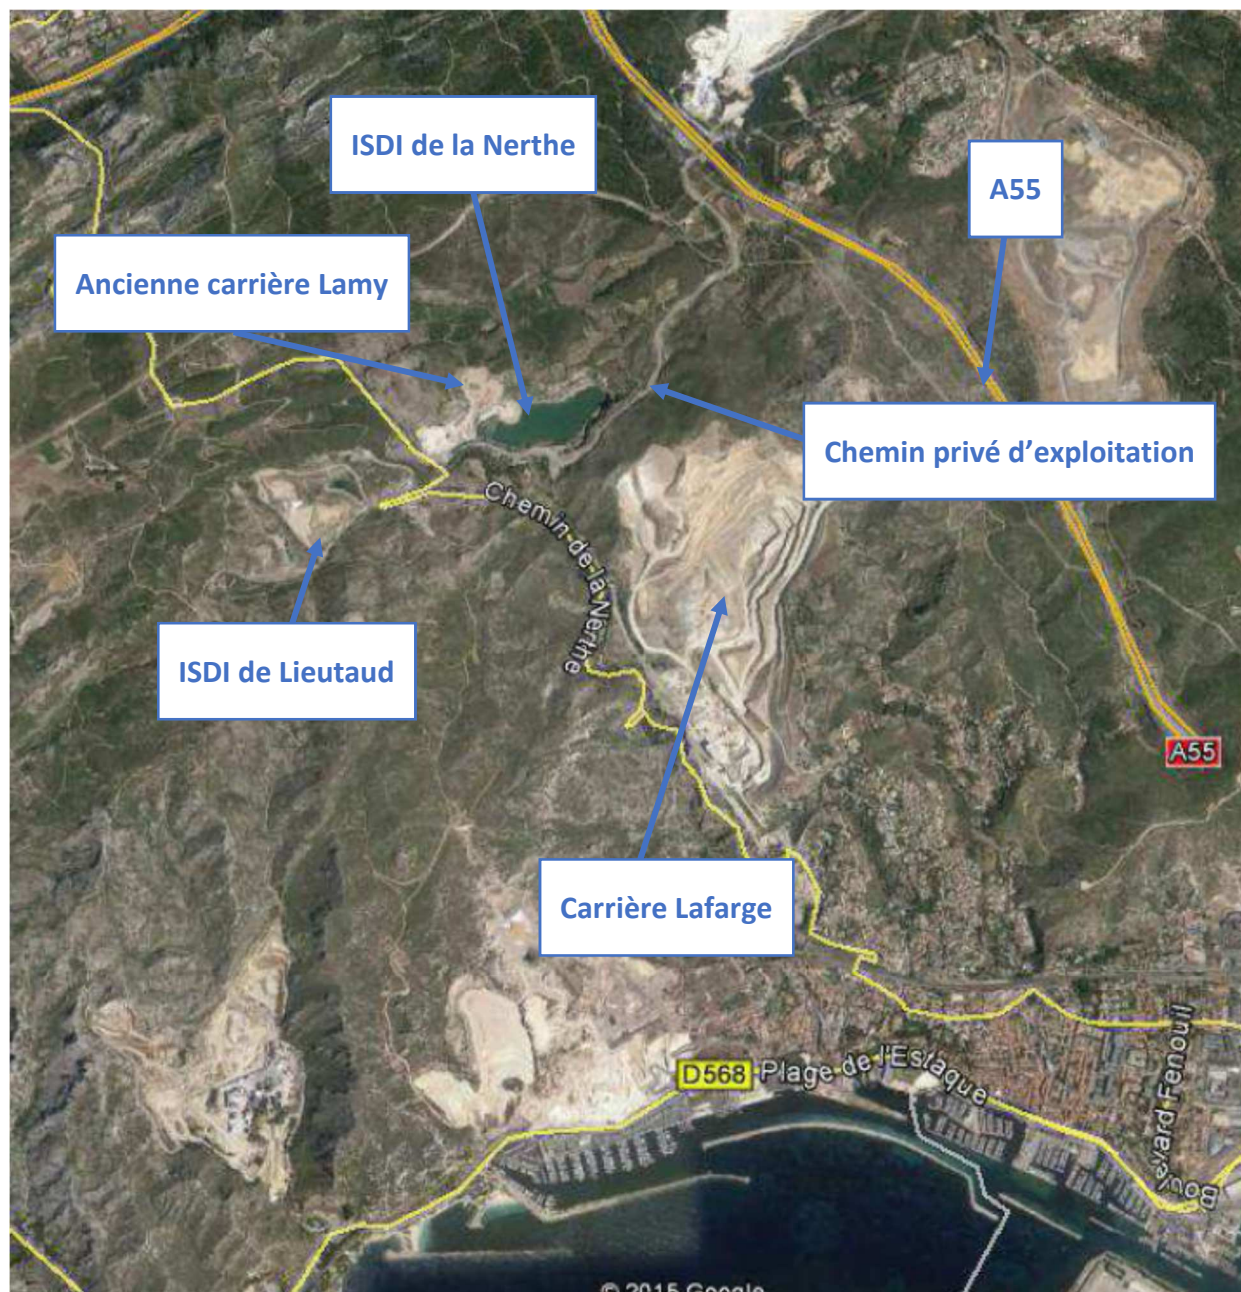 ISDI de la Nerthe
A55
Ancienne carrière Lamy
Chemin privé d’exploitation
Chemin de la Nerthe
ISDI de Lieutaud
A55
Carrière Lafarge
D568
Plage de l'Estaque
Boulevard Fenouil
© 2015 Google